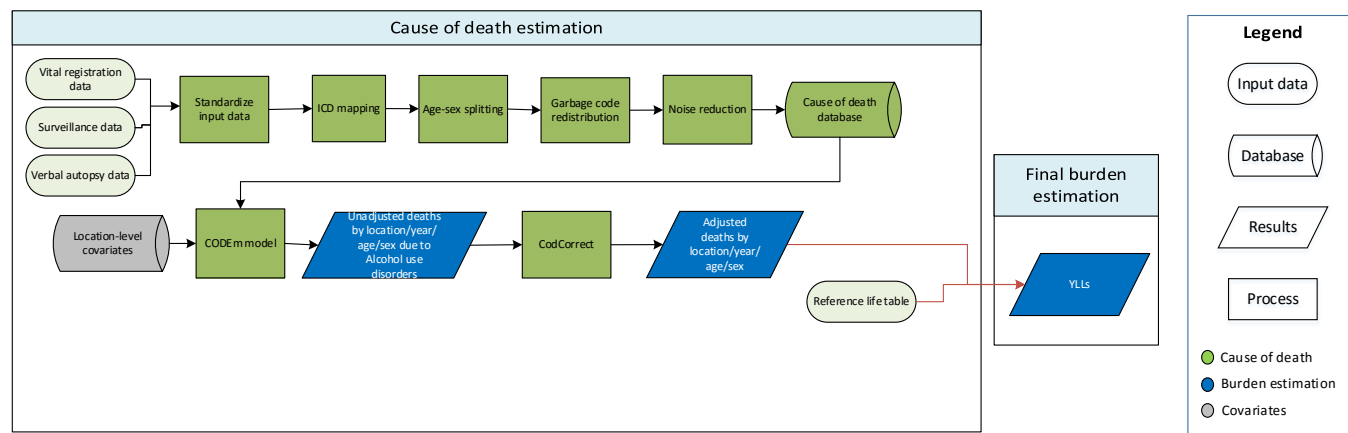 Cause of death estimation
Vital registration
data
Surveillance data
Verbal autopsy data
Standardize
input data
ICD mapping
Age-sex splitting
Garbage code
redistribution
Noise reduction
Cause of death
database
Location-level
covariates
CODEm model
Unadjusted deaths
by location/year/
age/sex due to
Alcohol use
disorders
CodCorrect
Adjusted
deaths by
location/year/
age/sex
Reference life table
Final burden
estimation
YLLs
Legend
Input data
Database
Results
Process
Cause of death
Burden estimation
Covariates